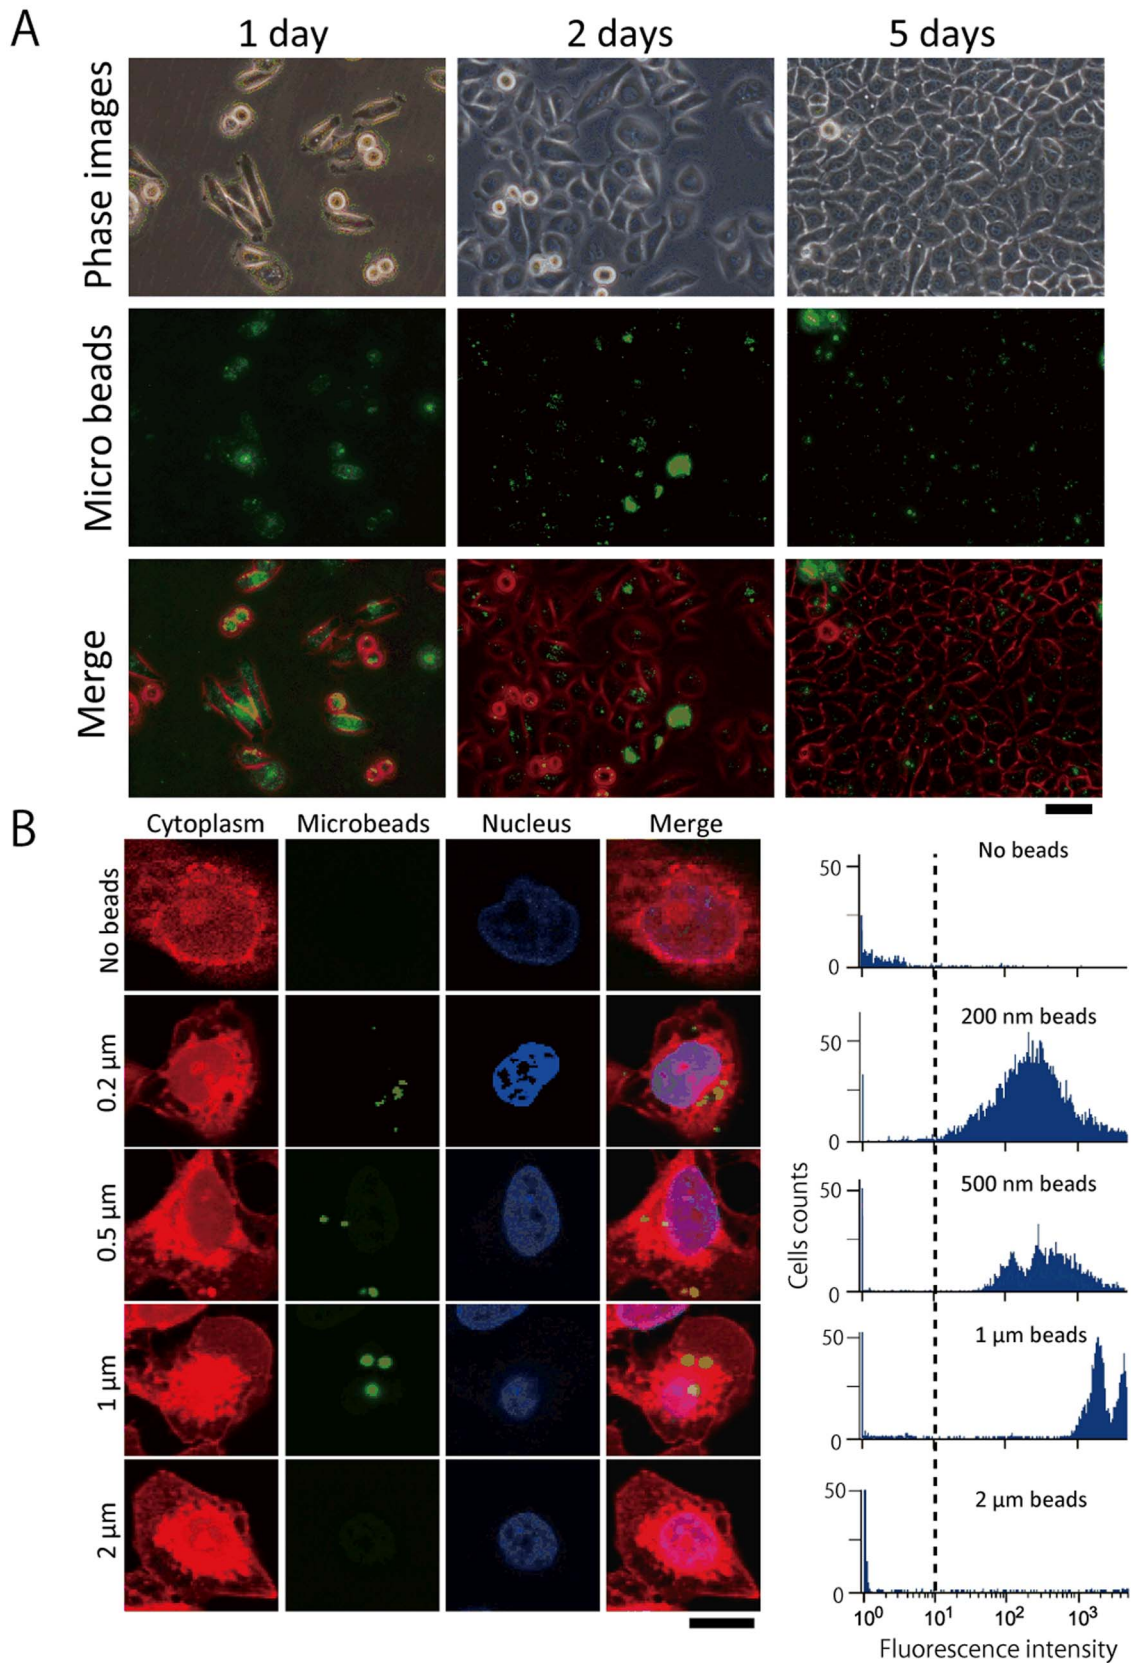 A
1 day
2 days
5 days
Phase images
Micro beads
Merge
B
Cytoplasm
Microbeads
Nucleus
Merge
No beads
0.2 μm
0.5 μm
1 μm
2 μm
No beads
50
0
200 nm beads
50
0
500 nm beads
50
0
1 μm beads
50
0
2 μm beads
50
0
Cells counts
10⁰ 10¹ 10² 10³
Fluorescence intensity